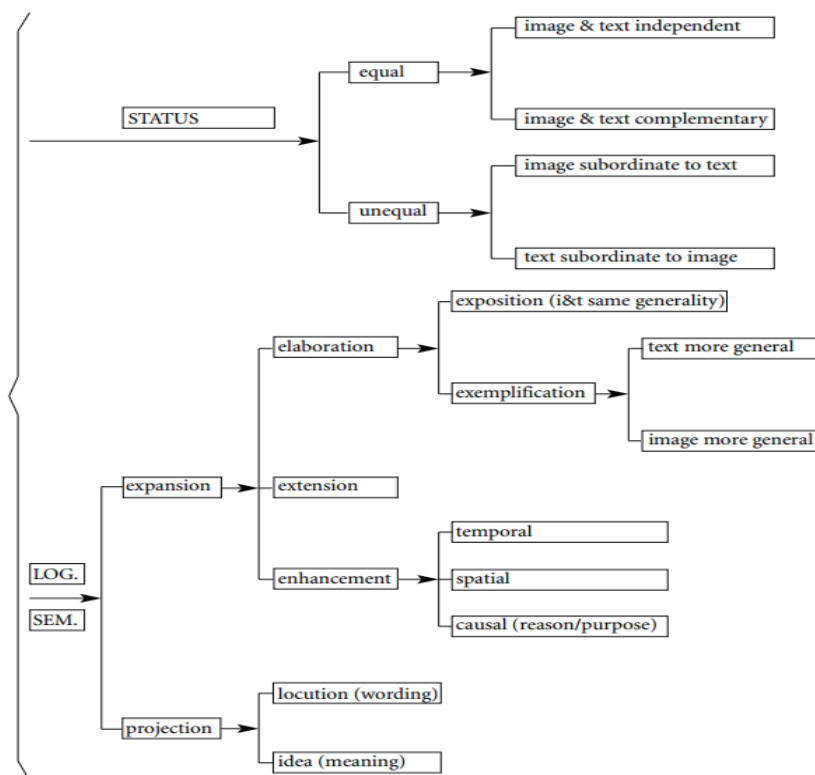 image & text independent
equal
STATUS
image & text complementary
image subordinate to text
unequal
text subordinate to image
exposition (i&t same generality)
elaboration
text more general
exemplification
image more general
expansion
extension
temporal
enhancement
spatial
LOG.
SEM.
causal (reason/purpose)
locution (wording)
projection
idea (meaning)